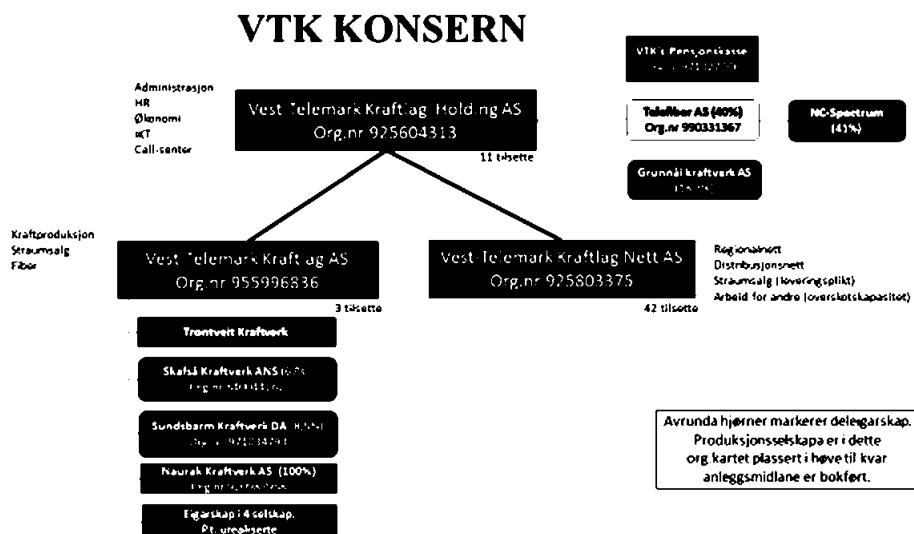 VTK KONSERN
Administrasjon
HR
Økonomi
IKT
Call-senter
Vest-Telemark Kraftlag Holding AS
Org.nr 925604313
11 tilsette
VTK's Pensjonskasse
Telefiber AS (40%)
Org.nr 990331367
NC-Spectrum
(41%)
Grunnåi kraftverk AS
Kraftproduksjon
Straumsalg
Fiber
Vest-Telemark Kraftlag AS
Org.nr 955996836
3 tilsette
Vest-Telemark Kraftlag Nett AS
Org.nr 925803375
42 tilsette
Regionalnett
Distribusjonsnett
Straumsalg (leveringsplikt)
Arbeid for andre (overskotskapasitet)
Trontveit Kraftverk
Skafså Kraftverk ANS
Sundsbarm Kraftverk DA
Naurak Kraftverk AS (100%)
Eigarskap i 4 selskap.
Pt. urealiserte
Avrunda hjørner markerer deleigarskap.
Produksjonsselskapa er i dette
org.kartet plassert i høve til kvar
anleggsmidlane er bokført.